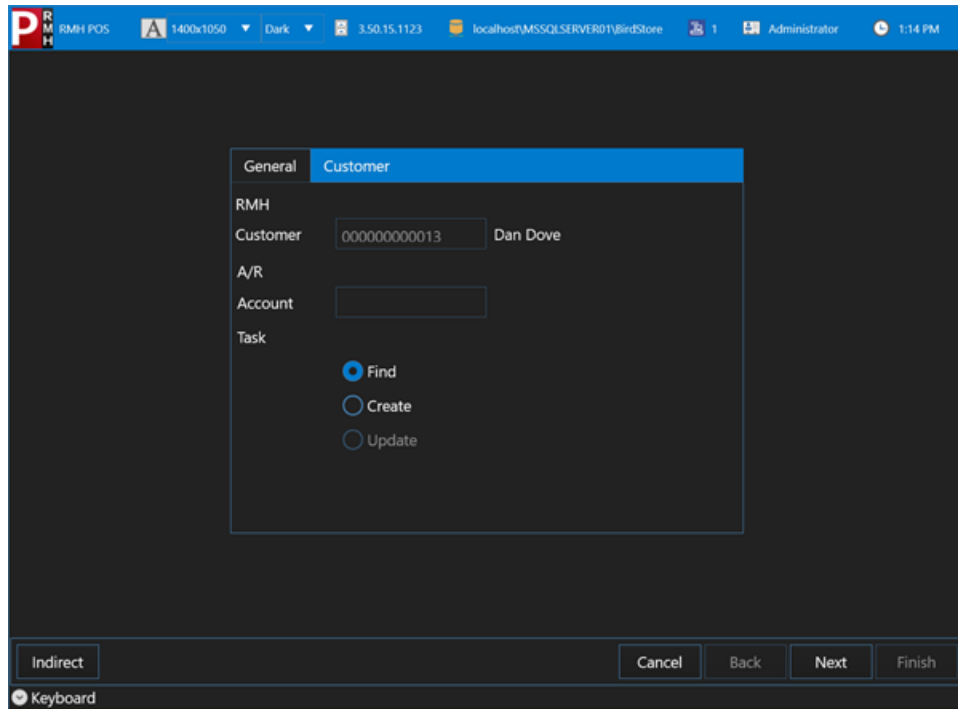 P RMH RMH POS A 1400x1050 Dark 3.50.15.1123 localhost\MSSQLSERVER01\BirdStore 1 Administrator 1:14 PM
General Customer
RMH
Customer 000000000013 Dan Dove
A/R
Account
Task
Find
Create
Update
Indirect Cancel Back Next Finish
Keyboard